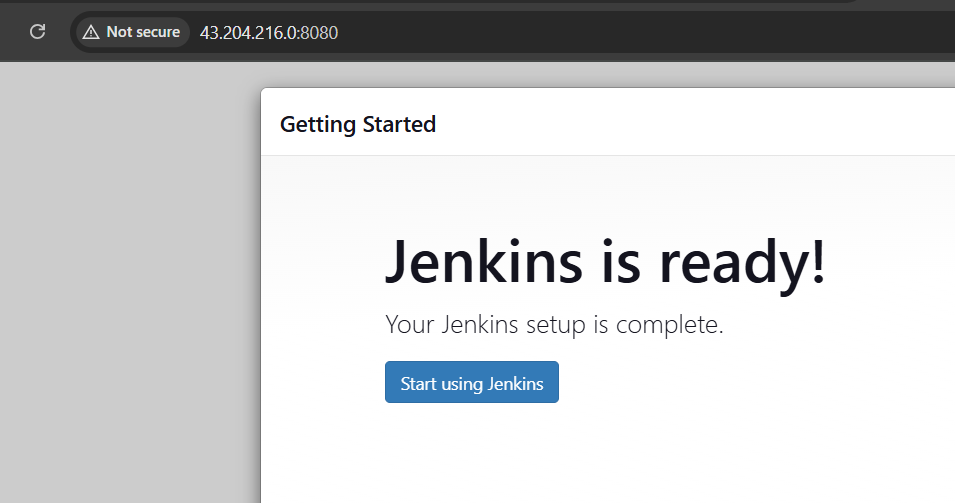 Not secure 43.204.216.0:8080
Getting Started
Jenkins is ready!
Your Jenkins setup is complete.
Start using Jenkins